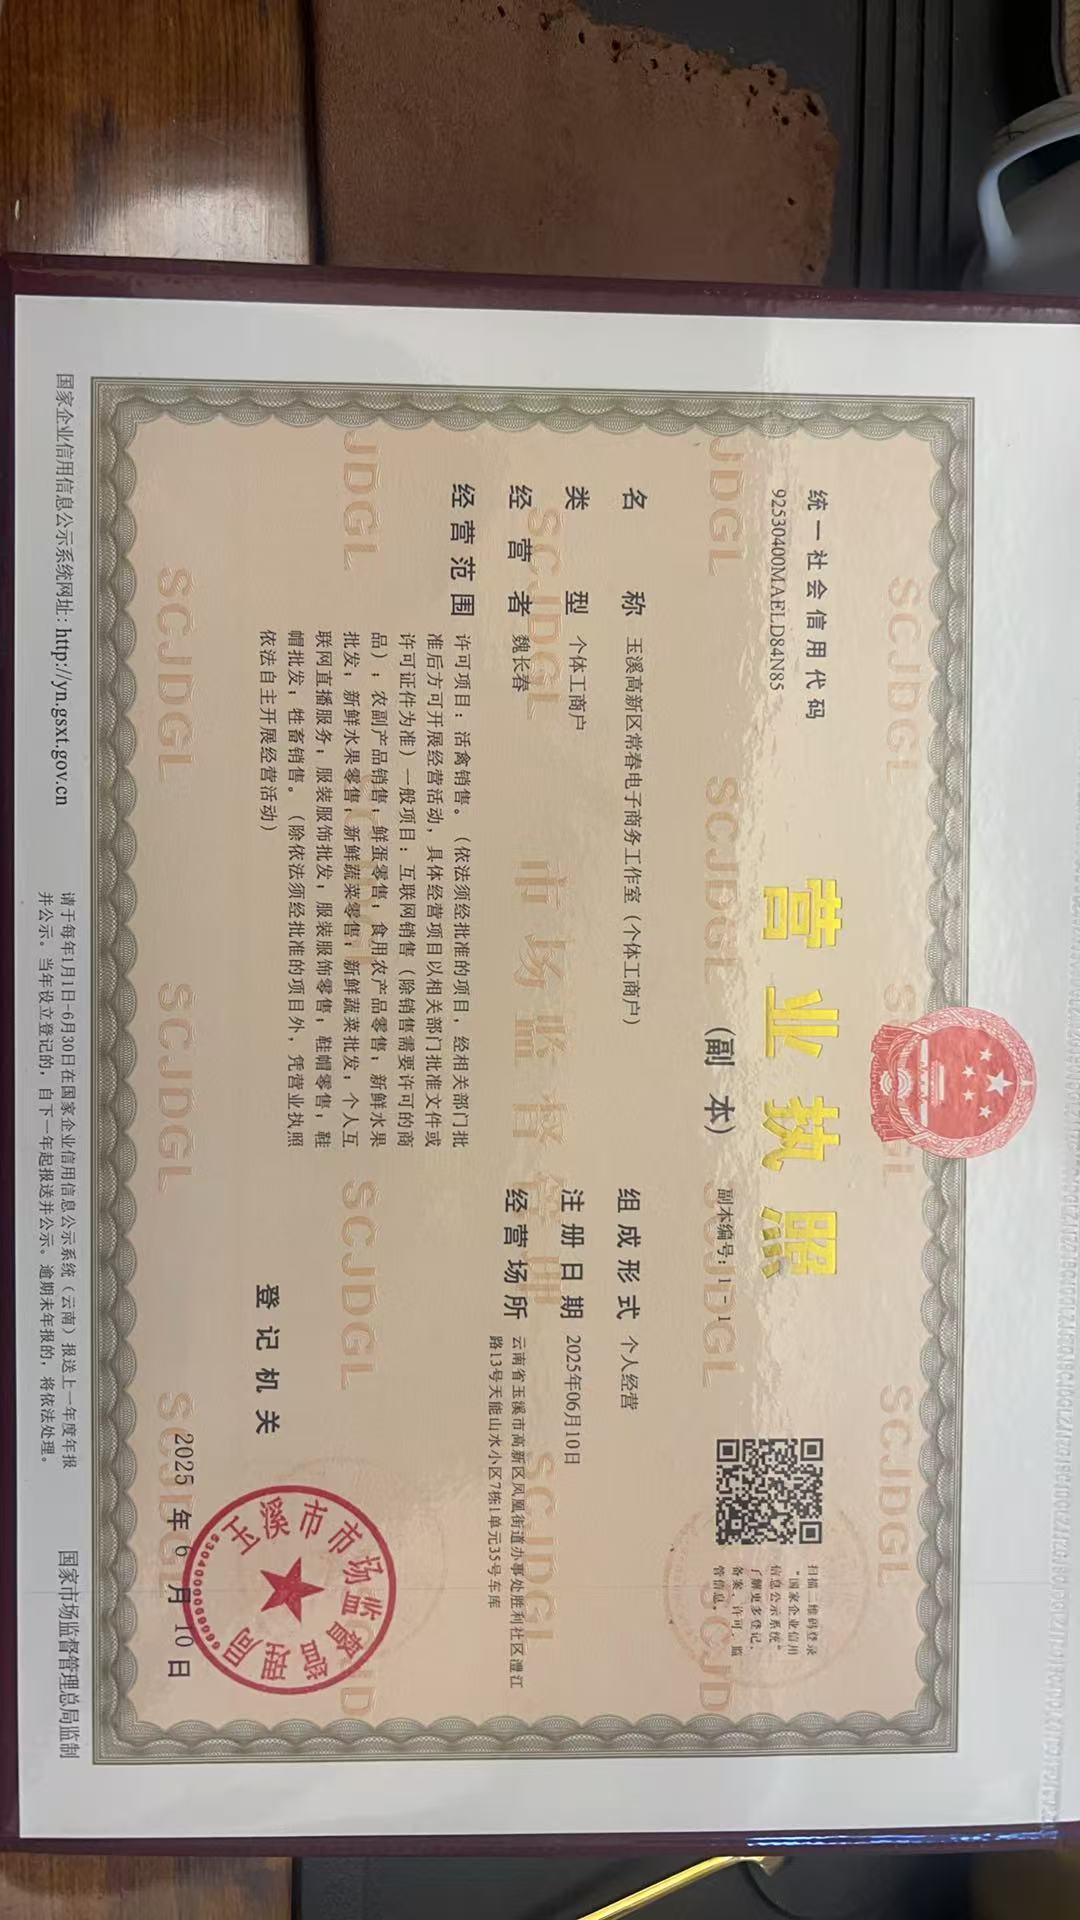 统一社会信用代码
92530400MAELD84N85
营业执照
（副 本）
副本编号：1-1
扫描二维码登录
“国家企业信用
信息公示系统”
了解更多登记、
备案、许可、监
管信息。
名称 玉溪高新区常春电子商务工作室（个体工商户）
类型 个体工商户
经营者 魏长春
经营范围 许可项目：活禽销售。（依法须经批准的项目，经相关部门批
准后方可开展经营活动，具体经营项目以相关部门批准文件或
许可证件为准）一般项目：互联网销售（除销售需要许可的商
品）；农副产品销售；鲜蛋零售；食用农产品零售；新鲜水果
批发；新鲜水果零售；新鲜蔬菜零售；新鲜蔬菜批发；个人互
联网直播服务；服装服饰批发；服装服饰零售；鞋帽零售；鞋
帽批发；牲畜销售。（除依法须经批准的项目外，凭营业执照
依法自主开展经营活动）
组成形式 个人经营
注册日期 2025年06月10日
经营场所 云南省玉溪市高新区凤凰街道办事处胜利社区澧江
路13号天能山水小区7栋1单元35号车库
登记机关
玉溪市市场监督管理局
2025 年 6 月 10 日
国家企业信用信息公示系统网址：http://yn.gsxt.gov.cn
请于每年1月1日-6月30日在国家企业信用信息公示系统（云南）报送上一年度年报
并公示。当年设立登记的，自下一年起报送并公示。逾期未年报的，将依法处理。
国家市场监督管理总局监制
SCJDGL
市场监督管理